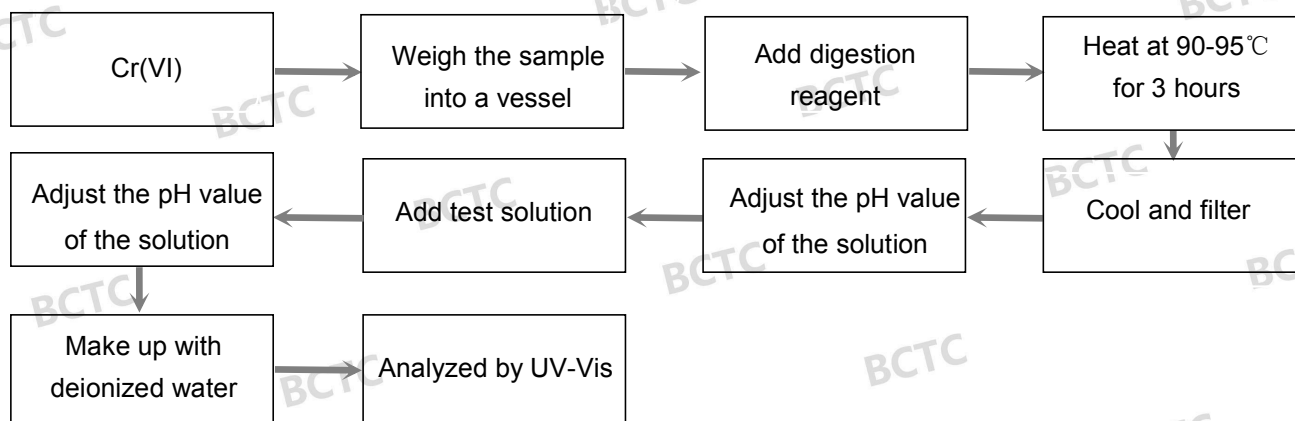 Cr(VI)
Weigh the sample
into a vessel
Add digestion
reagent
Heat at 90-95℃
for 3 hours
Cool and filter
Adjust the pH value
of the solution
Add test solution
Adjust the pH value
of the solution
Make up with
deionized water
Analyzed by UV-Vis
BCTC
BCTC
BCTC
BCTC
BCTC
BCTC
BCTC
BCTC